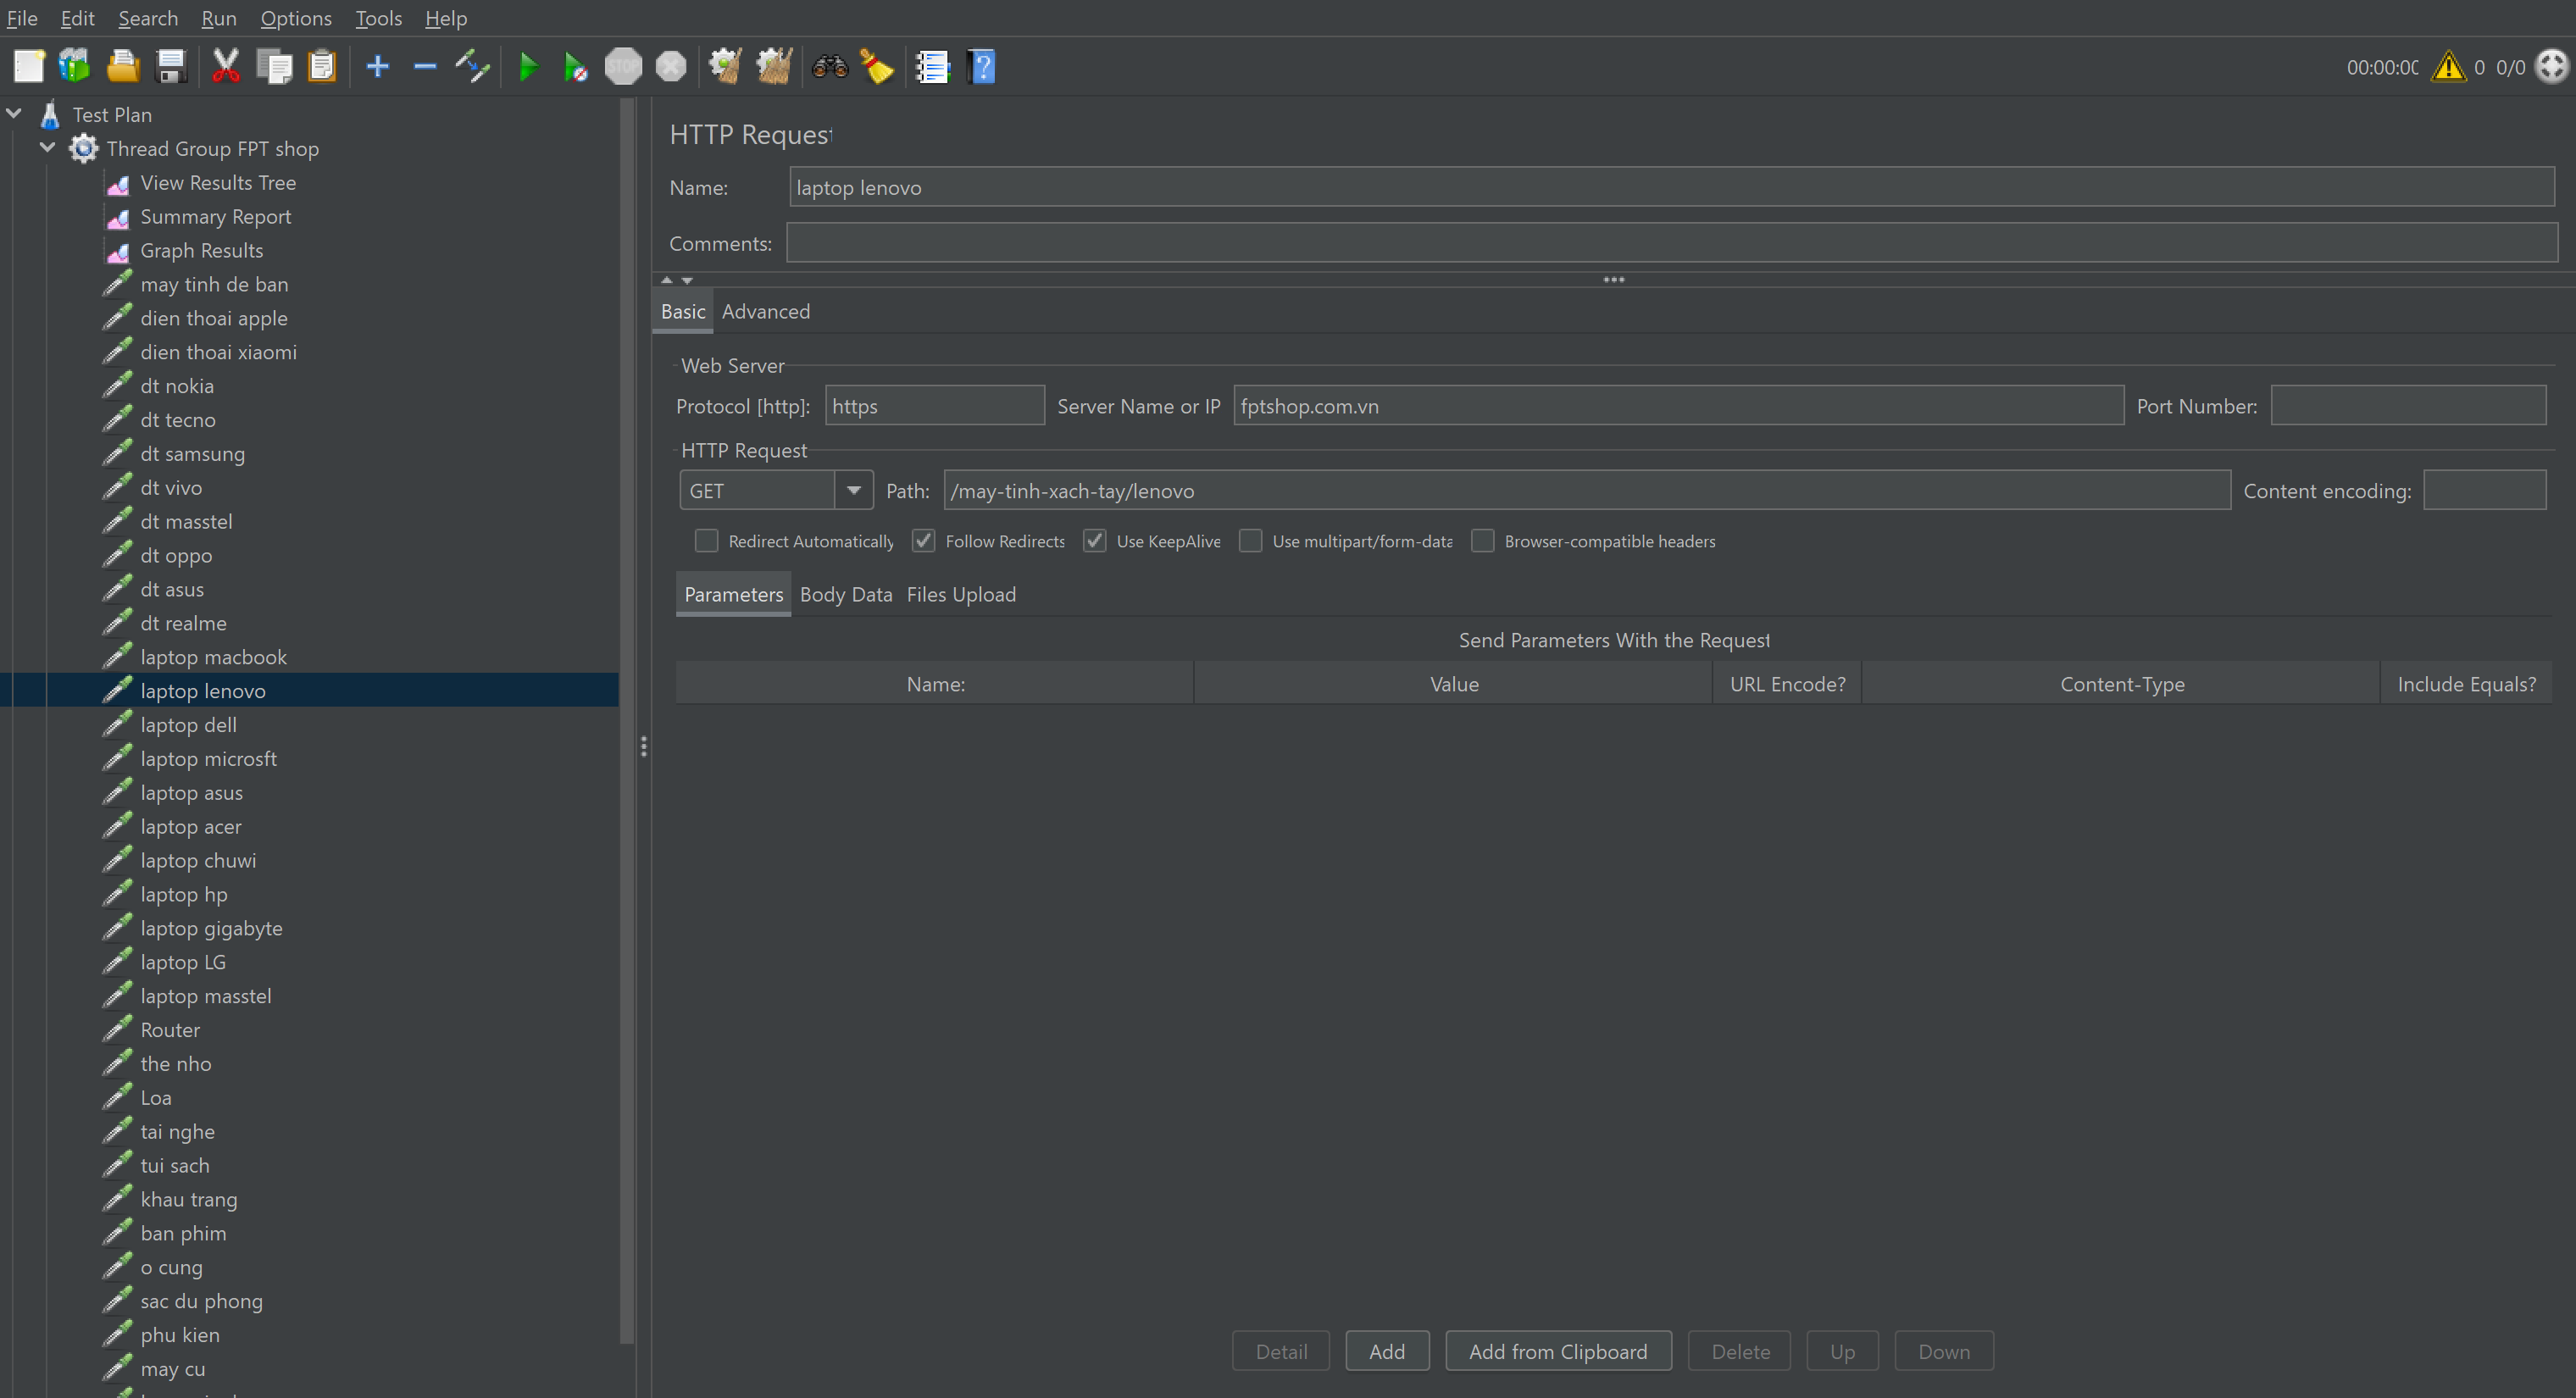 File Edit Search Run Options Tools Help
STOP
00:00:00 0 0/0
Test Plan
Thread Group FPT shop
View Results Tree
Summary Report
Graph Results
may tinh de ban
dien thoai apple
dien thoai xiaomi
dt nokia
dt tecno
dt samsung
dt vivo
dt masstel
dt oppo
dt asus
dt realme
laptop macbook
laptop lenovo
laptop dell
laptop microsft
laptop asus
laptop acer
laptop chuwi
laptop hp
laptop gigabyte
laptop LG
laptop masstel
Router
the nho
Loa
tai nghe
tui sach
khau trang
ban phim
o cung
sac du phong
phu kien
may cu
HTTP Request
Name: laptop lenovo
Comments:
Basic Advanced
Web Server
Protocol [http]: https Server Name or IP fptshop.com.vn Port Number:
HTTP Request
GET Path: /may-tinh-xach-tay/lenovo Content encoding:
Redirect Automatically Follow Redirects Use KeepAlive Use multipart/form-data Browser-compatible headers
Parameters Body Data Files Upload
Send Parameters With the Request
Name: Value URL Encode? Content-Type Include Equals?
Detail Add Add from Clipboard Delete Up Down